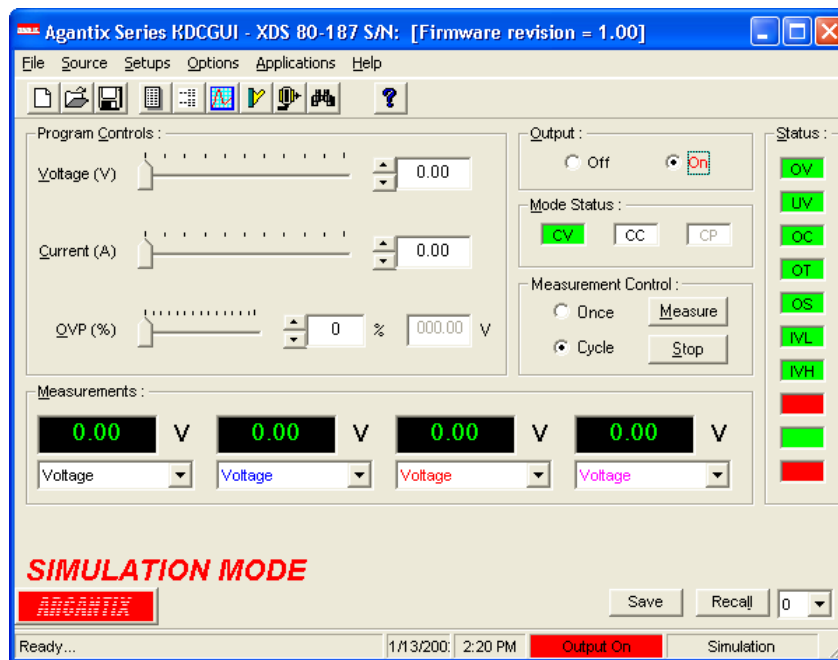 Agantix Series KDCGUI - XDS 80-187 S/N: [Firmware revision = 1.00]
File Source Setups Options Applications Help
Program Controls :
Voltage (V) 0.00
Current (A) 0.00
OVP (%) 0 % 000.00 V
Output :
Off On
Mode Status :
CV CC CP
Measurement Control :
Once Measure
Cycle Stop
Status :
OV
UV
OC
OT
OS
IVL
IVH
Measurements :
0.00 V 0.00 V 0.00 V 0.00 V
Voltage Voltage Voltage Voltage
SIMULATION MODE
ARGANTIX
Save Recall 0
Ready... 1/13/200 2:20 PM Output On Simulation